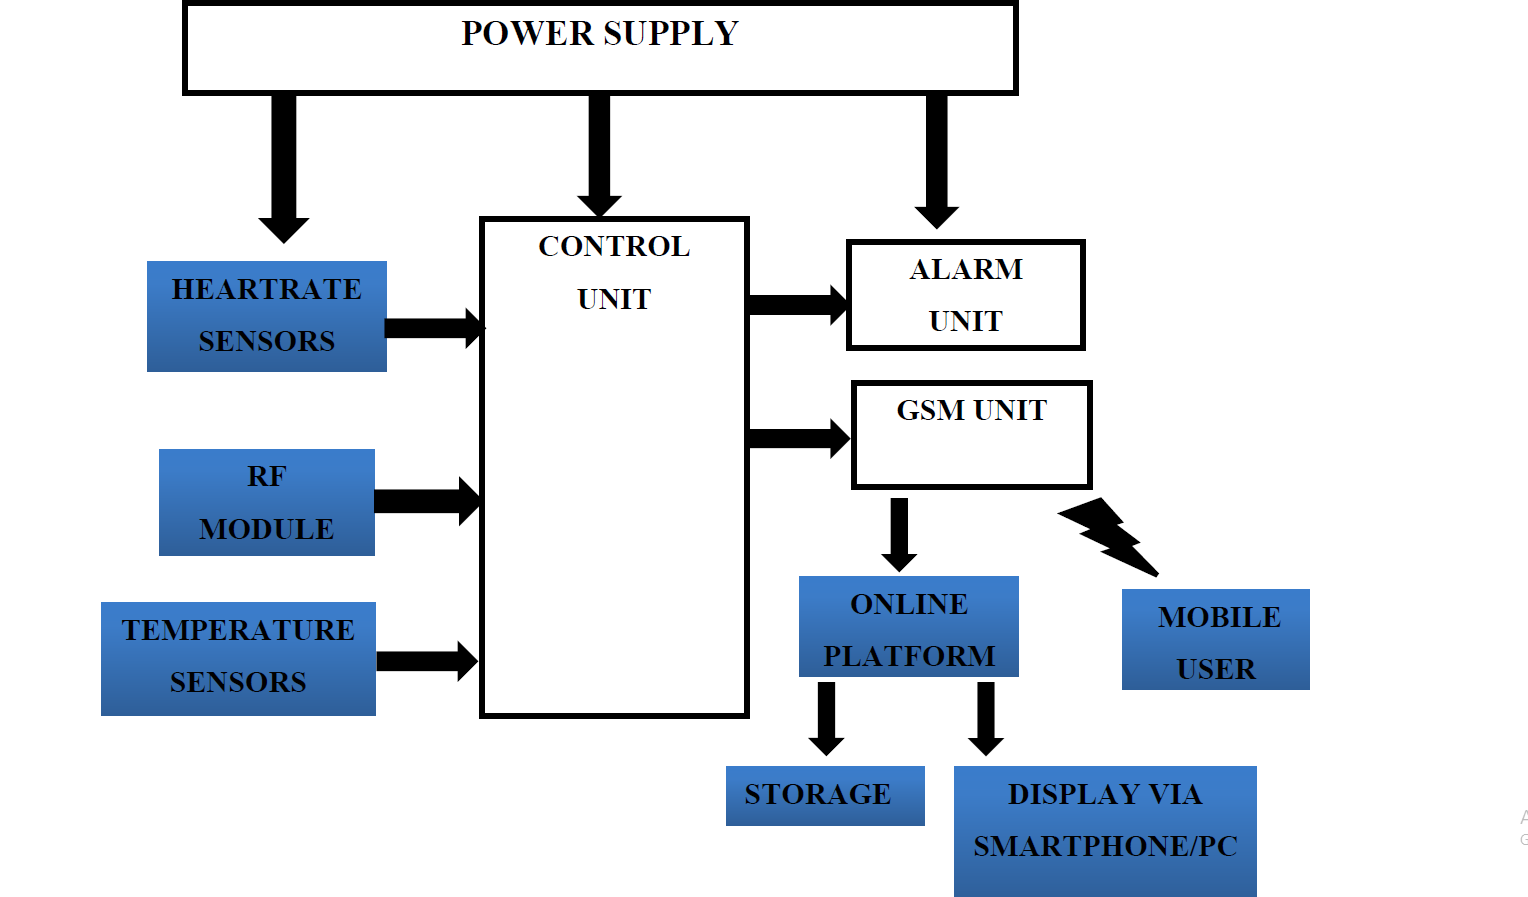 POWER SUPPLY
CONTROL
UNIT
HEARTRATE
SENSORS
ALARM
UNIT
GSM UNIT
RF
MODULE
TEMPERATURE
SENSORS
ONLINE
PLATFORM
MOBILE
USER
STORAGE
DISPLAY VIA
SMARTPHONE/PC
A
G